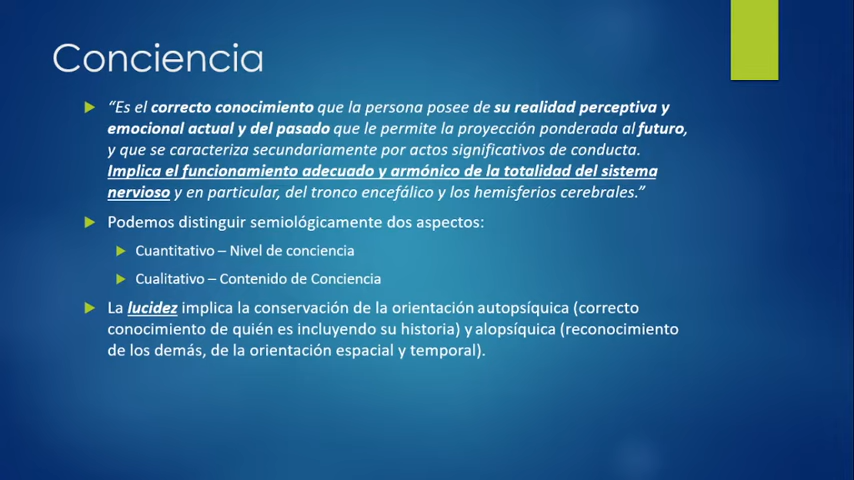 Conciencia
“Es el correcto conocimiento que la persona posee de su realidad perceptiva y
emocional actual y del pasado que le permite la proyección ponderada al futuro,
y que se caracteriza secundariamente por actos significativos de conducta.
Implica el funcionamiento adecuado y armónico de la totalidad del sistema
nervioso y en particular, del tronco encefálico y los hemisferios cerebrales.”
Podemos distinguir semiológicamente dos aspectos:
Cuantitativo – Nivel de conciencia
Cualitativo – Contenido de Conciencia
La lucidez implica la conservación de la orientación autopsíquica (correcto
conocimiento de quién es incluyendo su historia) y alopsíquica (reconocimiento
de los demás, de la orientación espacial y temporal).